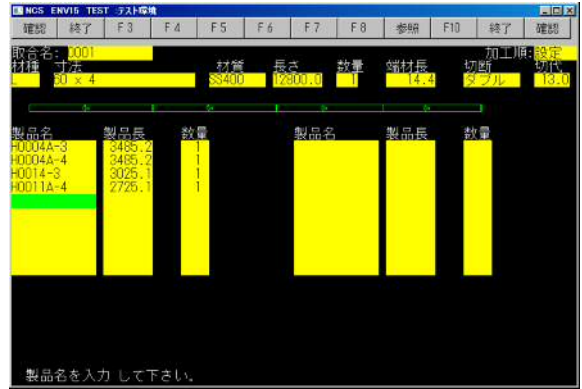 NCS ENV15 TEST :テスト環境
確認 終了 F3 F4 F5 F6 F7 F8 参照 F10 終了 確認
取合名: 0001 加工順:設定
材種 寸法 材質 長さ 数量 端材長 切断 切代
L 60 × 4 SS400 12800.0 1 14.4 ダブル 13.0
製品名 製品長 数量 製品名 製品長 数量
H0004A-3 3485.2 1
H0004A-4 3485.2 1
H0014-3 3025.1 1
H0011A-4 2725.1 1
製品名を入力 して下さい。